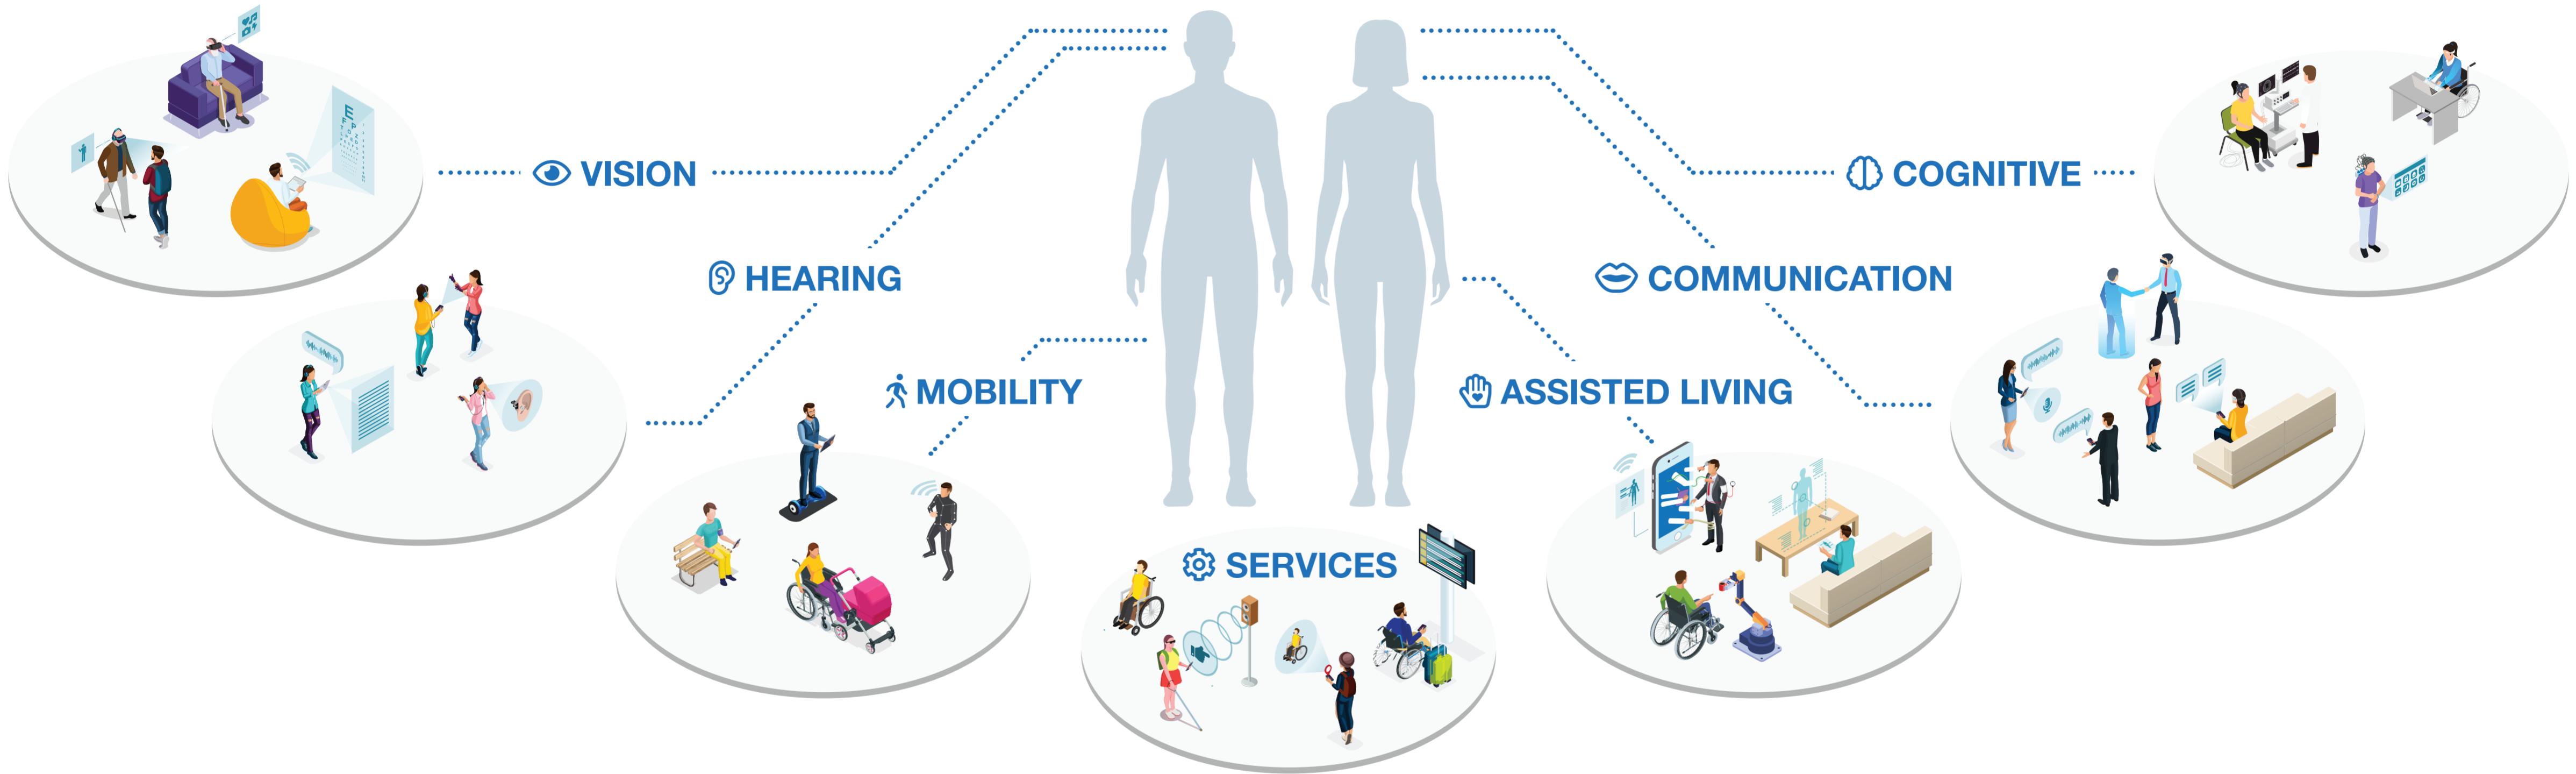 VISION
COGNITIVE
HEARING
COMMUNICATION
MOBILITY
ASSISTED LIVING
SERVICES
E
F P